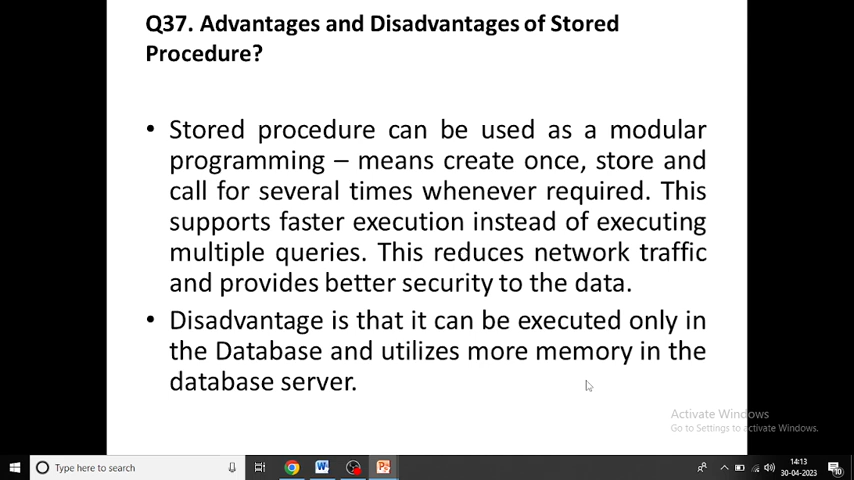 Q37. Advantages and Disadvantages of Stored
Procedure?
• Stored procedure can be used as a modular
programming – means create once, store and
call for several times whenever required. This
supports faster execution instead of executing
multiple queries. This reduces network traffic
and provides better security to the data.
• Disadvantage is that it can be executed only in
the Database and utilizes more memory in the
database server.
Activate Windows
Go to Settings to activate Windows.
Type here to search
14:13
30-04-2023
10